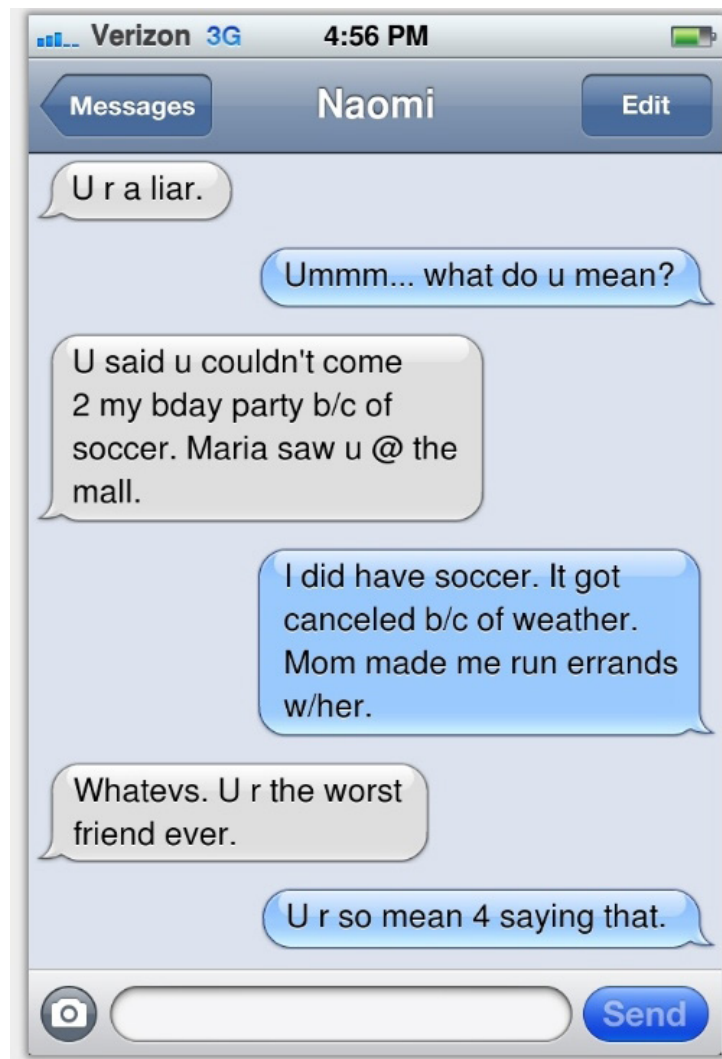 Verizon 3G 4:56 PM
Messages Naomi Edit
U r a liar.
Ummm... what do u mean?
U said u couldn't come
2 my bday party b/c of
soccer. Maria saw u @ the
mall.
I did have soccer. It got
canceled b/c of weather.
Mom made me run errands
w/her.
Whatevs. U r the worst
friend ever.
U r so mean 4 saying that.
Send